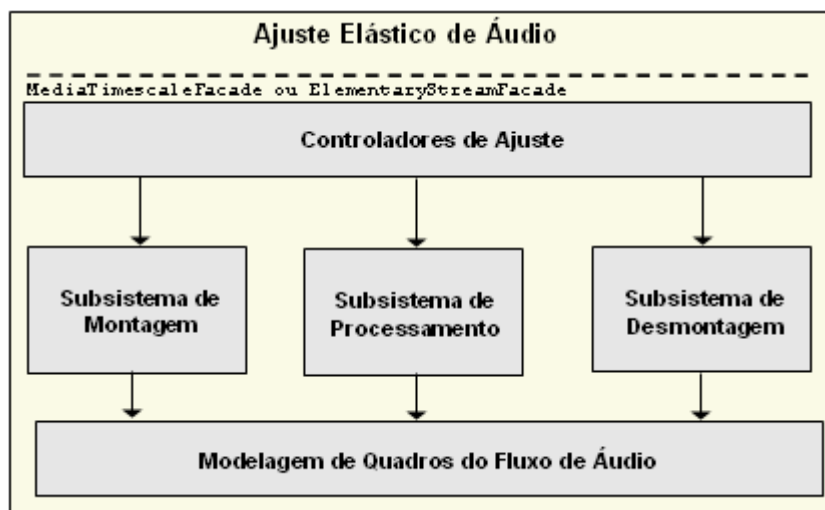 Ajuste Elástico de Áudio
MediaTimescaleFacade ou ElementaryStreamFacade
Controladores de Ajuste
Subsistema de
Montagem
Subsistema de
Processamento
Subsistema de
Desmontagem
Modelagem de Quadros do Fluxo de Áudio